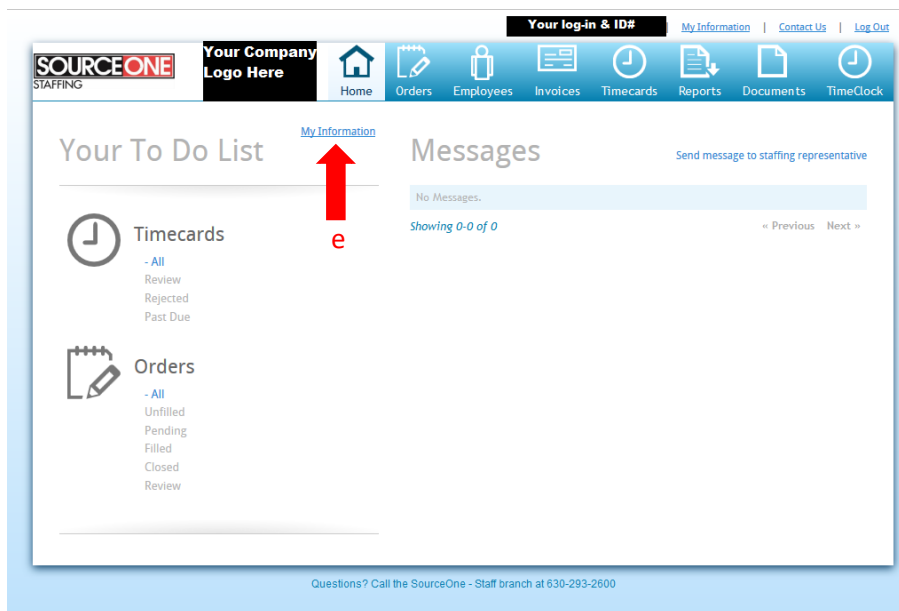 Your log-in & ID#
| My Information | Contact Us | Log Out
SOURCEONE
STAFFING
Your Company
Logo Here
Home Orders Employees Invoices Timecards Reports Documents TimeClock
My Information
Your To Do List
e
Timecards
- All
Review
Rejected
Past Due
Orders
- All
Unfilled
Pending
Filled
Closed
Review
Messages
Send message to staffing representative
No Messages.
Showing 0-0 of 0
« Previous Next »
Questions? Call the SourceOne - Staff branch at 630-293-2600